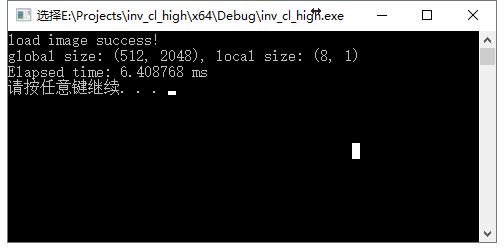 选择E:\Projects\inv_cl_high\x64\Debug\inv_cl_high.exe
load image success!
global size: (512, 2048), local size: (8, 1)
Elapsed time: 6.408768 ms
请按任意键继续. . .